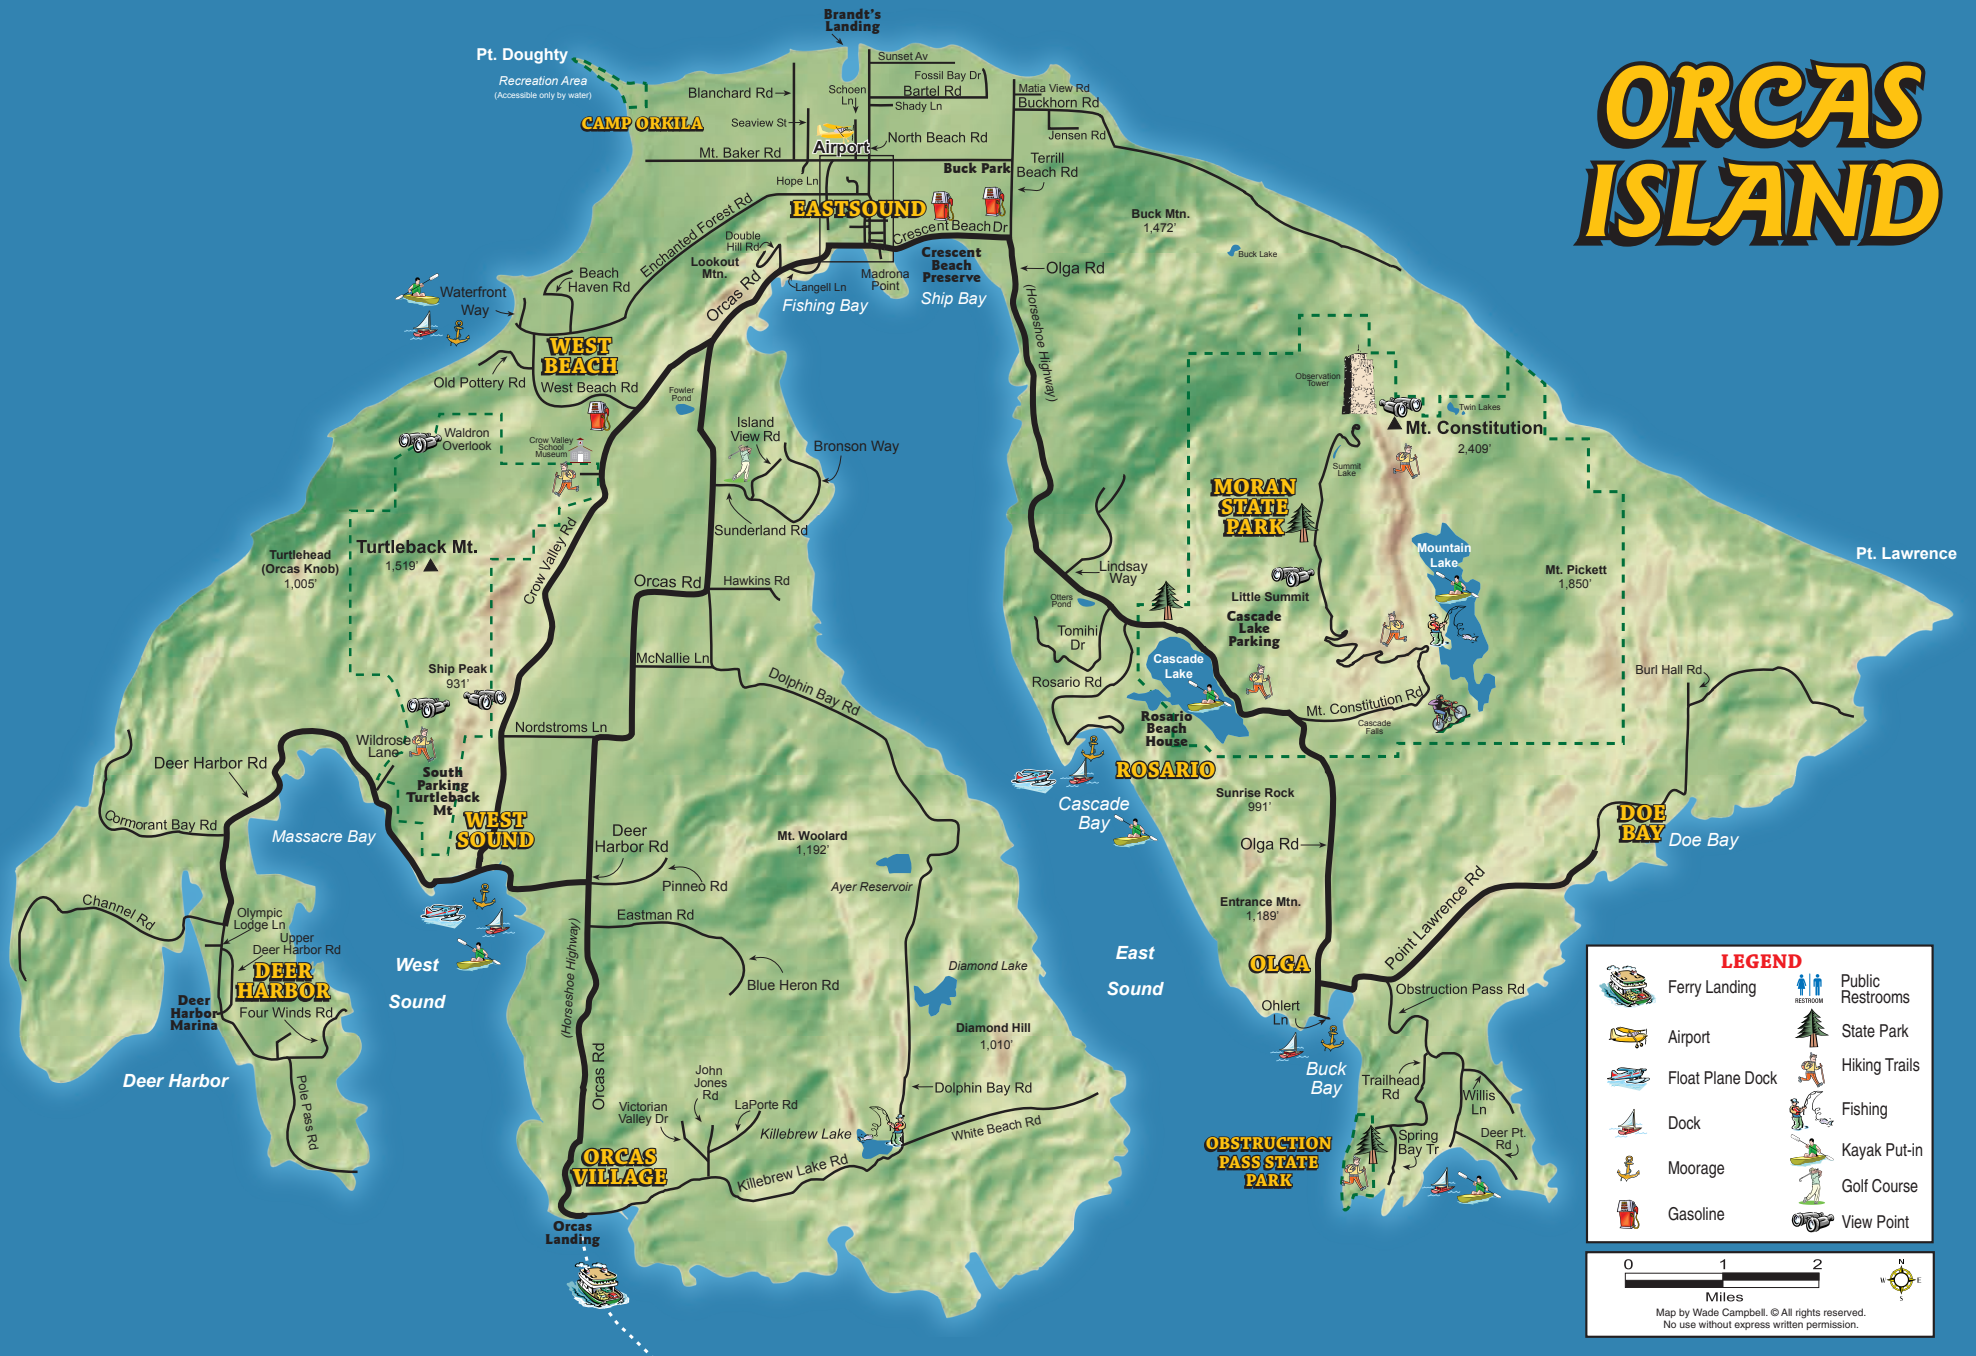 ORCAS
ISLAND
Brandt's
Landing
Pt. Doughty
Recreation Area
(Accessible only by water)
CAMP ORKILA
Blanchard Rd
Schoen
Ln
Seaview St
Mt. Baker Rd
Airport
Hope Ln
Sunset Av
Fossil Bay Dr
Bartel Rd
Shady Ln
North Beach Rd
Matia View Rd
Buckhorn Rd
Jensen Rd
Buck Park
Terrill
Beach Rd
EASTSOUND
Crescent Beach Dr
Crescent
Beach
Preserve
Madrona
Point
Ship Bay
Fishing Bay
Langell Ln
Double
Hill Rd
Lookout
Mtn.
Enchanted Forest Rd
Orcas Rd
Beach
Haven Rd
Waterfront
Way
WEST
BEACH
Old Pottery Rd
West Beach Rd
Fowler
Pond
Waldron
Overlook
Crow Valley
School
Museum
Island
View Rd
Bronson Way
Sunderland Rd
Turtlehead
(Orcas Knob)
1,005'
Turtleback Mt.
1,519'
Crow Valley Rd
Orcas Rd
Hawkins Rd
McNallie Ln
Dolphin Bay Rd
Ship Peak
931'
Nordstroms Ln
Wildrose
Lane
South
Parking
Turtleback
Mt
Deer Harbor Rd
Cormorant Bay Rd
Massacre Bay
WEST
SOUND
Deer
Harbor Rd
Pinneo Rd
Mt. Woolard
1,192'
Ayer Reservoir
Eastman Rd
Blue Heron Rd
(Horseshoe Highway)
Orcas Rd
Channel Rd
Olympic
Lodge Ln
Upper
Deer Harbor Rd
DEER
HARBOR
Deer
Harbor
Marina
Four Winds Rd
Deer Harbor
Pole Pass Rd
West
Sound
Diamond Lake
Diamond Hill
1,010'
Dolphin Bay Rd
White Beach Rd
John
Jones
Rd
Victorian
Valley Dr
LaPorte Rd
Killebrew Lake
Killebrew Lake Rd
ORCAS
VILLAGE
Orcas
Landing
Buck Mtn.
1,472'
Buck Lake
Olga Rd
(Horseshoe Highway)
Observation
Tower
Twin Lakes
Mt. Constitution
2,409'
Summit
Lake
MORAN
STATE
PARK
Mountain
Lake
Mt. Pickett
1,850'
Pt. Lawrence
Lindsay
Way
Otters
Pond
Little Summit
Cascade
Lake
Parking
Tomihi
Dr
Cascade
Lake
Rosario Rd
Rosario
Beach
House
Mt. Constitution Rd
Cascade
Falls
Burl Hall Rd
ROSARIO
Cascade
Bay
Sunrise Rock
991'
Olga Rd
DOE
BAY
Doe Bay
Entrance Mtn.
1,189'
Point Lawrence Rd
East
Sound
OLGA
Ohlert
Ln
Obstruction Pass Rd
Buck
Bay
Trailhead
Rd
Willis
Ln
Deer Pt.
Rd
Spring
Bay Tr
OBSTRUCTION
PASS STATE
PARK
LEGEND
Ferry Landing
Airport
Float Plane Dock
Dock
Moorage
Gasoline
RESTROOM
Public
Restrooms
State Park
Hiking Trails
Fishing
Kayak Put-in
Golf Course
View Point
0 1 2
Miles
N
W E
S
Map by Wade Campbell. © All rights reserved.
No use without express written permission.